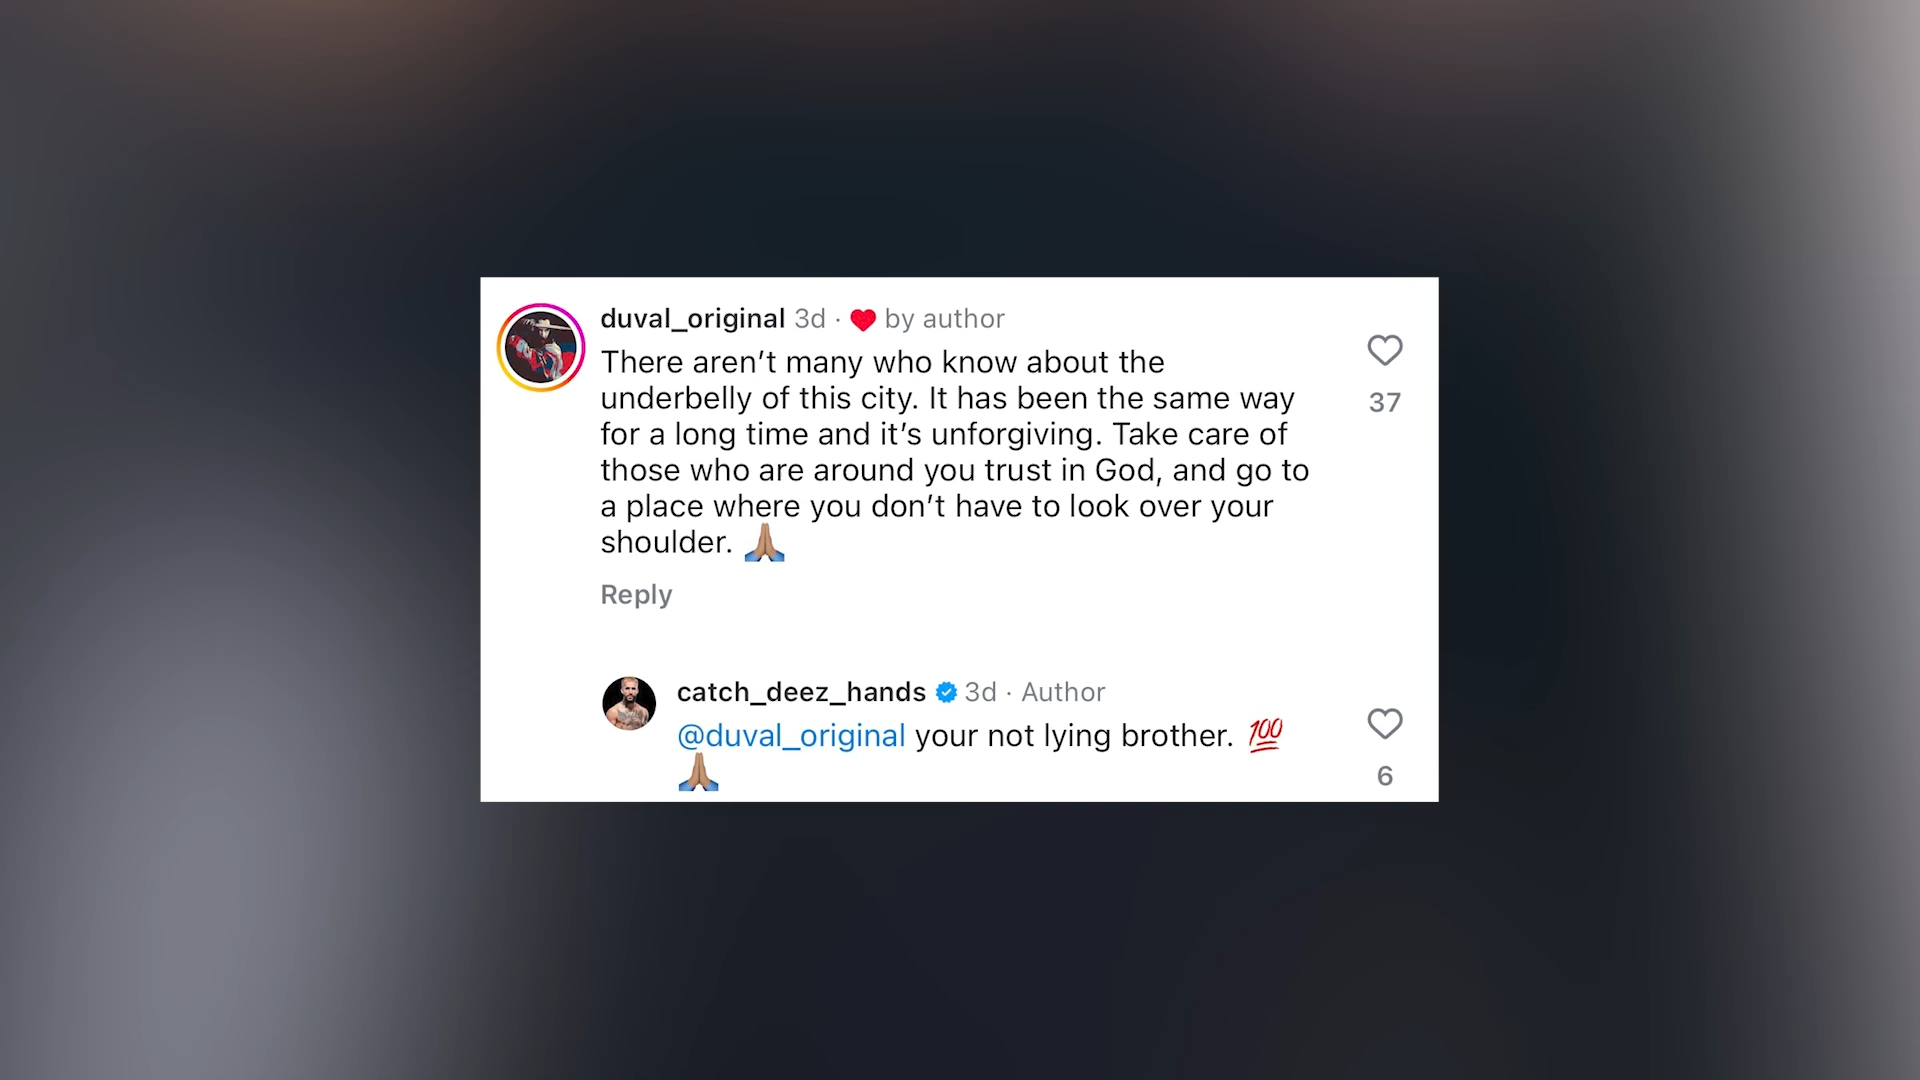 duval_original 3d · ❤️ by author
There aren’t many who know about the
underbelly of this city. It has been the same way
for a long time and it’s unforgiving. Take care of
those who are around you trust in God, and go to
a place where you don’t have to look over your
shoulder. 🙏🏽
37
Reply
catch_deez_hands 3d · Author
@duval_original your not lying brother. 💯
🙏🏽
6